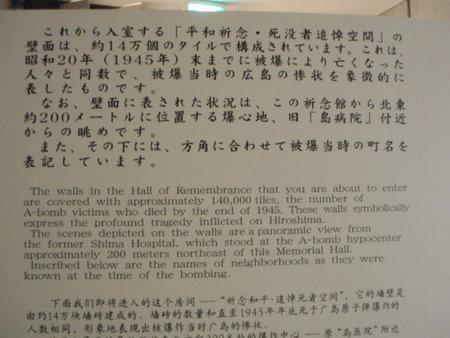 これから入室する「平和祈念・死没者追悼空間」の
壁面は、約14万個のタイルで構成されています。これは、
昭和20年（1945年）末までに被爆により亡くなった
人々と同数で、被爆当時の広島の惨状を象徴的に
表したものです。
なお、壁面に表された状況は、この祈念館から北東
約200メートルに位置する爆心地、旧「島病院」付近
からの眺めです。
また、その下には、方角に合わせて被爆当時の町名を
表記しています。
The walls in the Hall of Remembrance that you are about to enter
are covered with approximately 140,000 tiles, the number of
A-bomb victims who died by the end of 1945. These walls symbolically
express the profound tragedy inflicted on Hiroshima.
The scenes depicted on the walls are a panoramic view from
the former Shima Hospital, which stood at the A-bomb hypocenter
approximately 200 meters northeast of this Memorial Hall.
Inscribed below are the names of neighborhoods as they were
known at the time of the bombing.
下面我们即将进入的这个房间 ——“祈念和平·追悼死者空间”，它的墙壁是
由约14万块墙砖建成的。墙砖的数量和直至1945年年底死于广岛原子弹爆炸的
人数相同，形象地表现出核爆炸当时广岛的惨状。